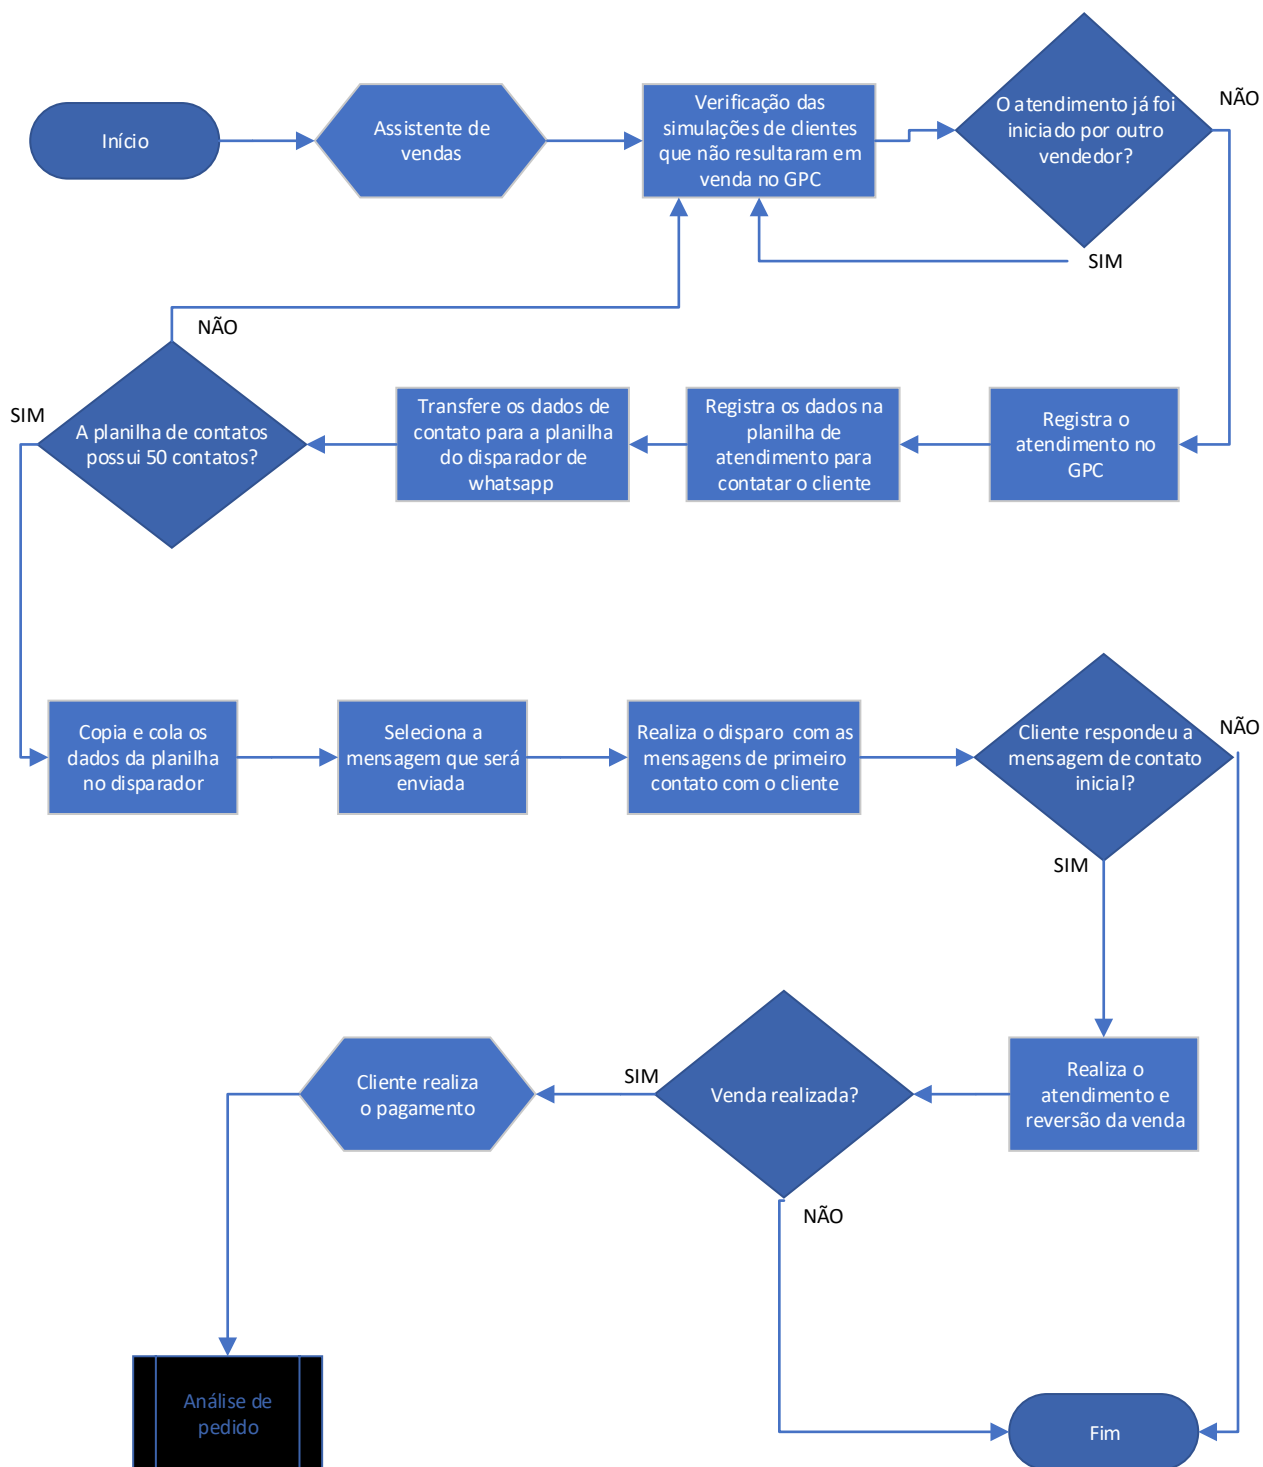 Início
Assistente de
vendas
Verificação das
simulações de clientes
que não resultaram em
venda no GPC
O atendimento já foi
iniciado por outro
vendedor?
NÃO
SIM
NÃO
SIM
A planilha de contatos
possui 50 contatos?
Transfere os dados de
contato para a planilha
do disparador de
whatsapp
Registra os dados na
planilha de
atendimento para
contatar o cliente
Registra o
atendimento no
GPC
Copia e cola os
dados da planilha
no disparador
Seleciona a
mensagem que será
enviada
Realiza o disparo com as
mensagens de primeiro
contato com o cliente
Cliente respondeu a
mensagem de contato
inicial?
NÃO
SIM
Cliente realiza
o pagamento
SIM
Venda realizada?
Realiza o
atendimento e
reversão da venda
NÃO
Análise de
pedido
Fim